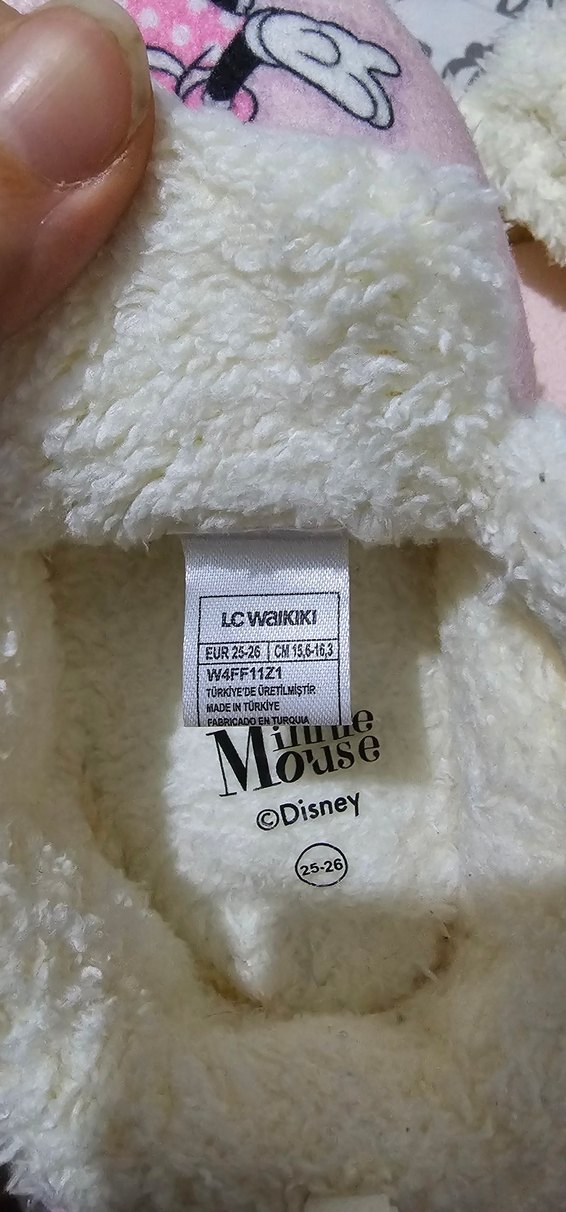 LC WAIKIKI
EUR 25-26 | CM 15,6-16,3
W4FF11Z1
TÜRKİYE'DE ÜRETİLMİŞTİR
MADE IN TÜRKİYE
FABRICADO EN TURQUIA
Minnie
Mouse
©Disney
25-26